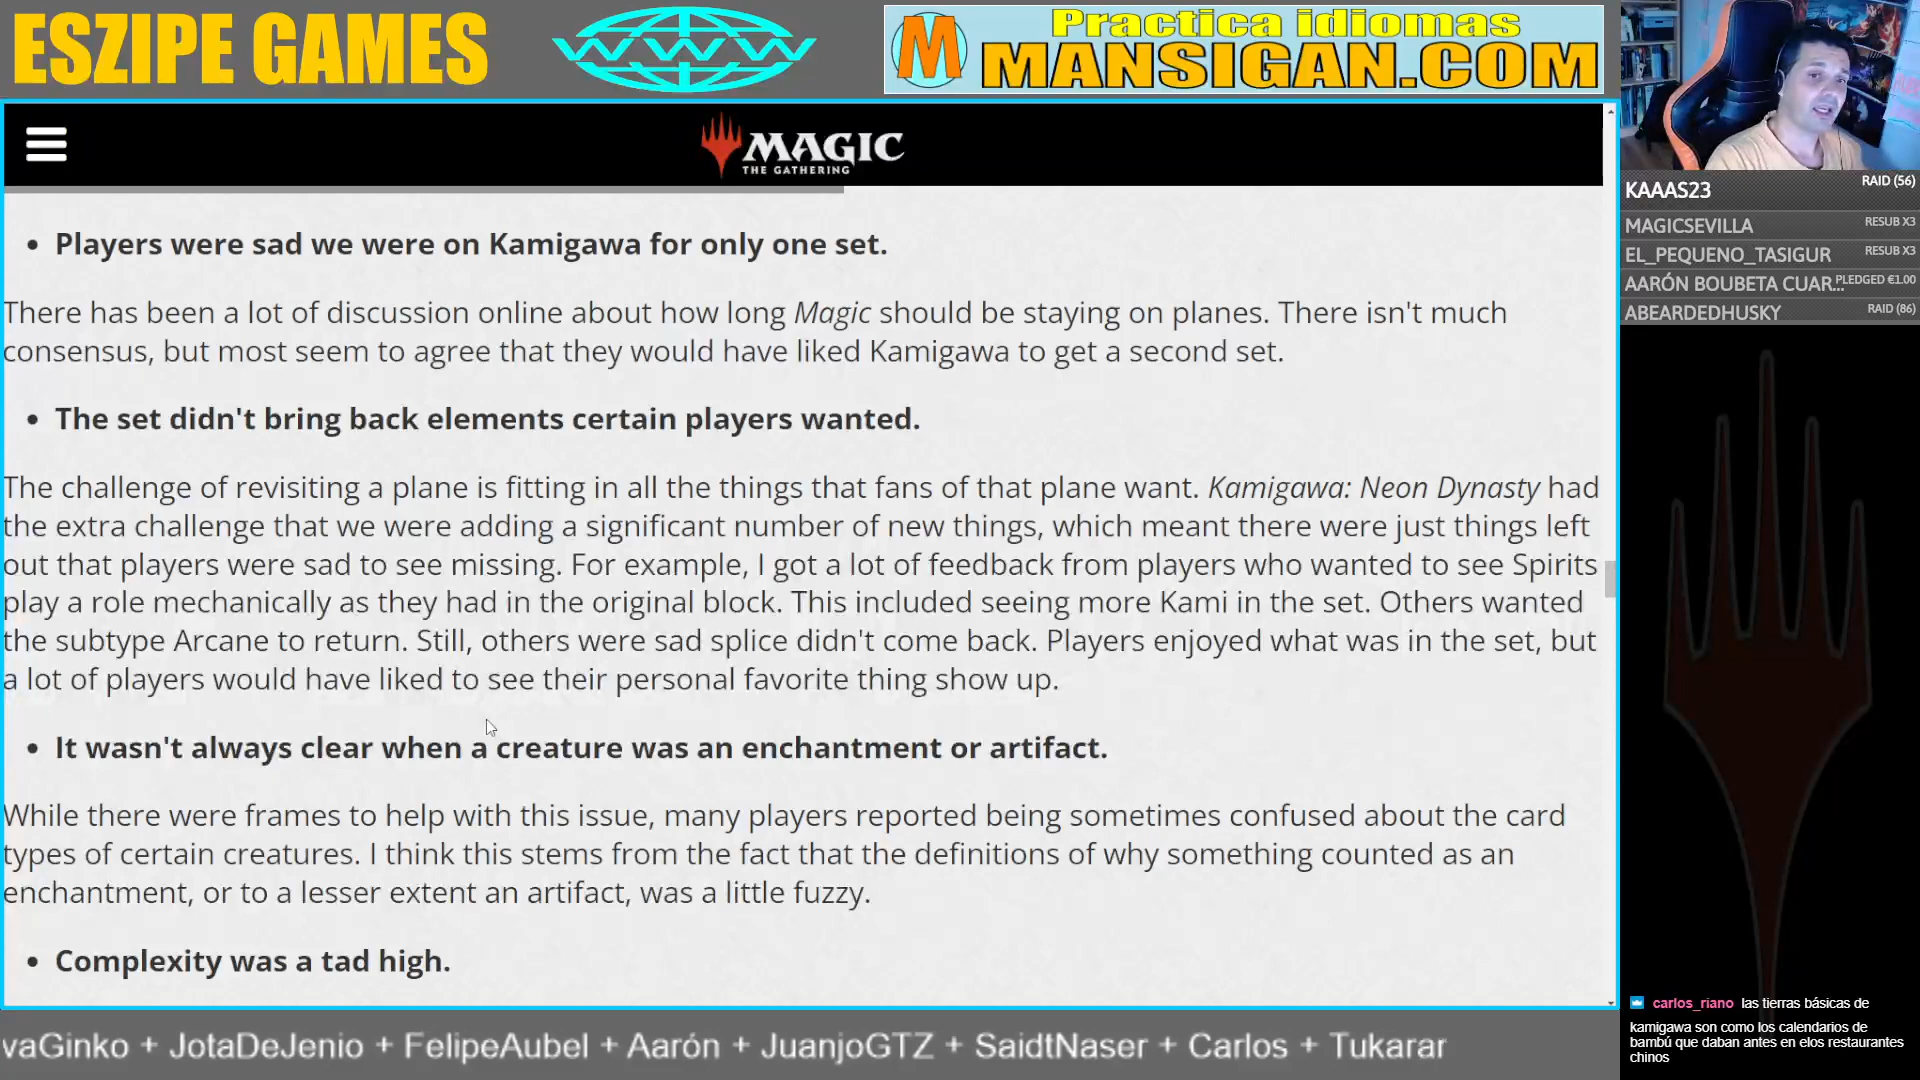 ESZIPE GAMES
WWW
Practica idiomas
M MANSIGAN.COM
MAGIC
THE GATHERING
KAAAS23 RAID (56)
MAGICSEVILLA RESUB X3
EL_PEQUENO_TASIGUR RESUB X3
AARÓN BOUBETA CUAR... PLEDGED €1.00
ABEARDEDHUSKY RAID (86)
• Players were sad we were on Kamigawa for only one set.
There has been a lot of discussion online about how long Magic should be staying on planes. There isn't much
consensus, but most seem to agree that they would have liked Kamigawa to get a second set.
• The set didn't bring back elements certain players wanted.
The challenge of revisiting a plane is fitting in all the things that fans of that plane want. Kamigawa: Neon Dynasty had
the extra challenge that we were adding a significant number of new things, which meant there were just things left
out that players were sad to see missing. For example, I got a lot of feedback from players who wanted to see Spirits
play a role mechanically as they had in the original block. This included seeing more Kami in the set. Others wanted
the subtype Arcane to return. Still, others were sad splice didn't come back. Players enjoyed what was in the set, but
a lot of players would have liked to see their personal favorite thing show up.
• It wasn't always clear when a creature was an enchantment or artifact.
While there were frames to help with this issue, many players reported being sometimes confused about the card
types of certain creatures. I think this stems from the fact that the definitions of why something counted as an
enchantment, or to a lesser extent an artifact, was a little fuzzy.
• Complexity was a tad high.
carlos_riano las tierras básicas de
kamigawa son como los calendarios de
bambú que daban antes en elos restaurantes
chinos
vaGinko + JotaDeJenio + FelipeAubel + Aarón + JuanjoGTZ + SaidtNaser + Carlos + Tukarar